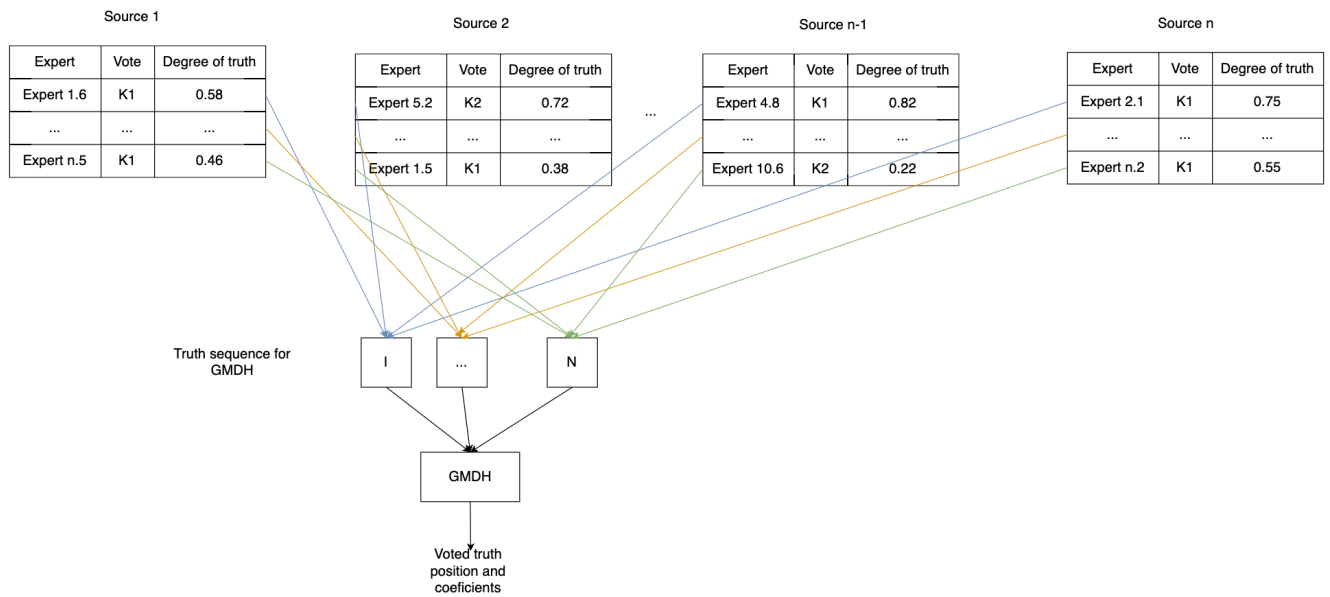 Source 1
Source 2
Source n-1
Source n
Expert Vote Degree of truth
Expert 1.6 K1 0.58
... ... ...
Expert n.5 K1 0.46
Expert Vote Degree of truth
Expert 5.2 K2 0.72
... ... ...
Expert 1.5 K1 0.38
...
Expert Vote Degree of truth
Expert 4.8 K1 0.82
... ... ...
Expert 10.6 K2 0.22
Expert Vote Degree of truth
Expert 2.1 K1 0.75
... ... ...
Expert n.2 K1 0.55
Truth sequence for
GMDH
I ... N
GMDH
Voted truth
position and
coeficients